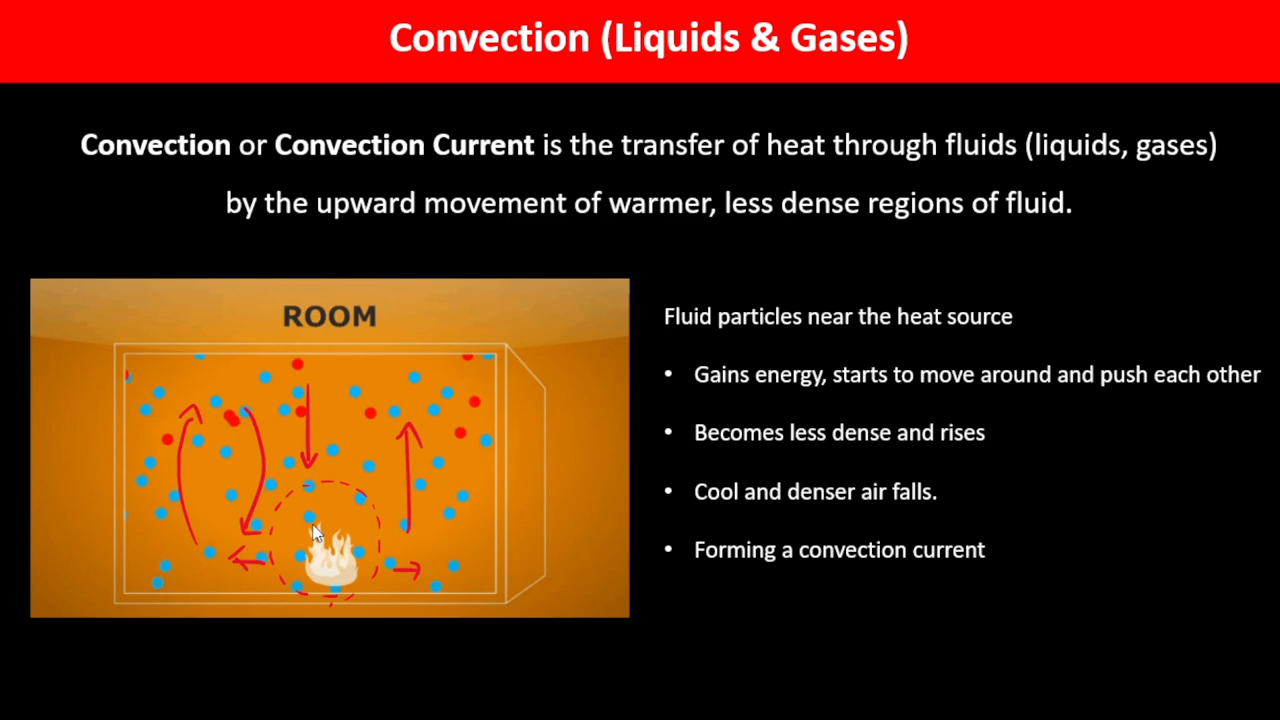 Convection (Liquids & Gases)
Convection or Convection Current is the transfer of heat through fluids (liquids, gases)
by the upward movement of warmer, less dense regions of fluid.
ROOM
Fluid particles near the heat source
• Gains energy, starts to move around and push each other
• Becomes less dense and rises
• Cool and denser air falls.
• Forming a convection current